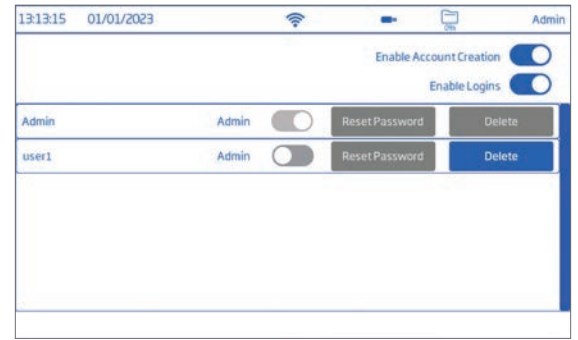 13:13:15 01/01/2023 0% Admin
Enable Account Creation
Enable Logins
Admin Admin Reset Password Delete
user1 Admin Reset Password Delete